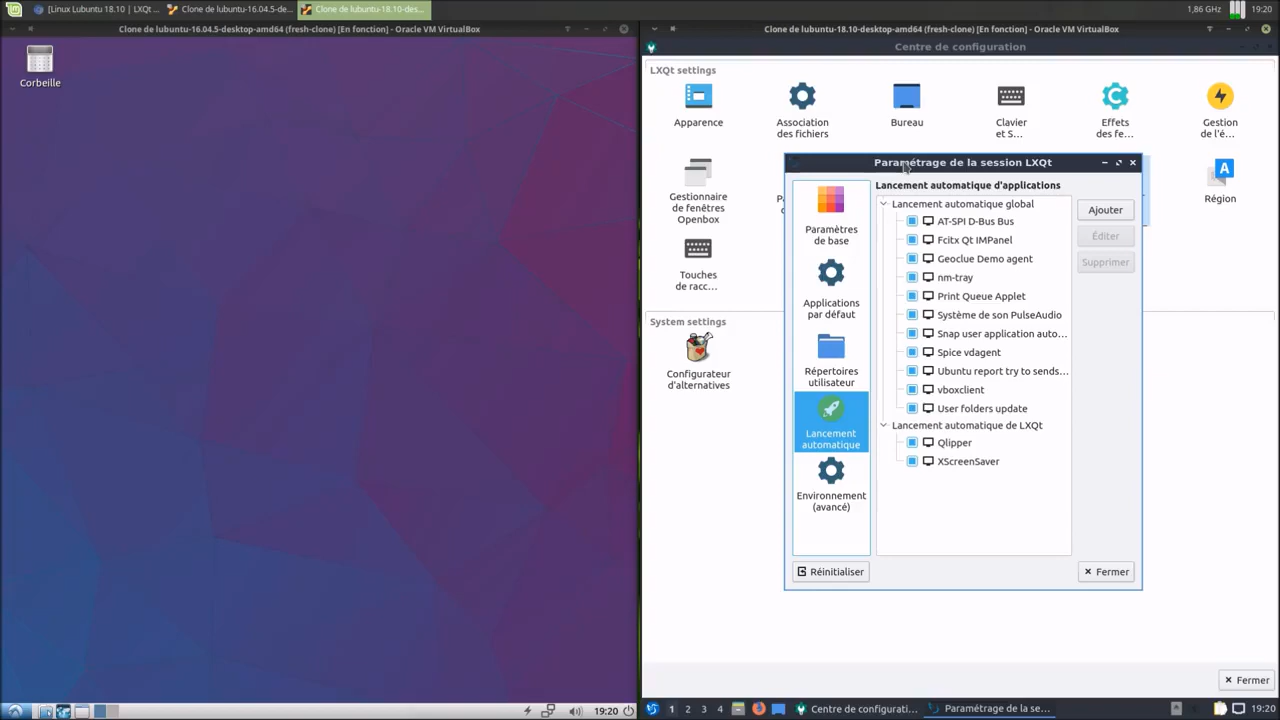 [Linux Lubuntu 18.10 | LXQt ...
Clone de lubuntu-16.04.5-de...
Clone de lubuntu-18.10-des...
1,86 GHz
19:20
Clone de lubuntu-16.04.5-desktop-amd64 (fresh-clone) [En fonction] - Oracle VM VirtualBox
Clone de lubuntu-18.10-desktop-amd64 (fresh-clone) [En fonction] - Oracle VM VirtualBox
Corbeille
Centre de configuration
LXQt settings
Apparence
Association
des fichiers
Bureau
Clavier
et S...
Effets
des fe...
Gestion
de l'é...
Gestionnaire
de fenêtres
Openbox
Région
Touches
de racc...
System settings
Configurateur
d'alternatives
Paramétrage de la session LXQt
Paramètres
de base
Applications
par défaut
Répertoires
utilisateur
Lancement
automatique
Environnement
(avancé)
Lancement automatique d'applications
Lancement automatique global
AT-SPI D-Bus Bus
Fcitx Qt IMPanel
Geoclue Demo agent
nm-tray
Print Queue Applet
Système de son PulseAudio
Snap user application auto...
Spice vdagent
Ubuntu report try to sends...
vboxclient
User folders update
Lancement automatique de LXQt
Qlipper
XScreenSaver
Ajouter
Éditer
Supprimer
Réinitialiser
Fermer
Fermer
19:20
1 2 3 4
Centre de configurati...
Paramétrage de la se...
19:20